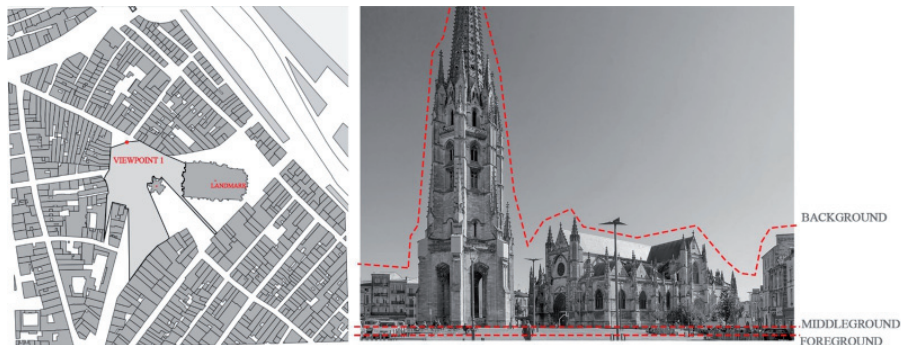 VIEWPOINT 1
LANDMARK
BACKGROUND
MIDDLEGROUND
FOREGROUND